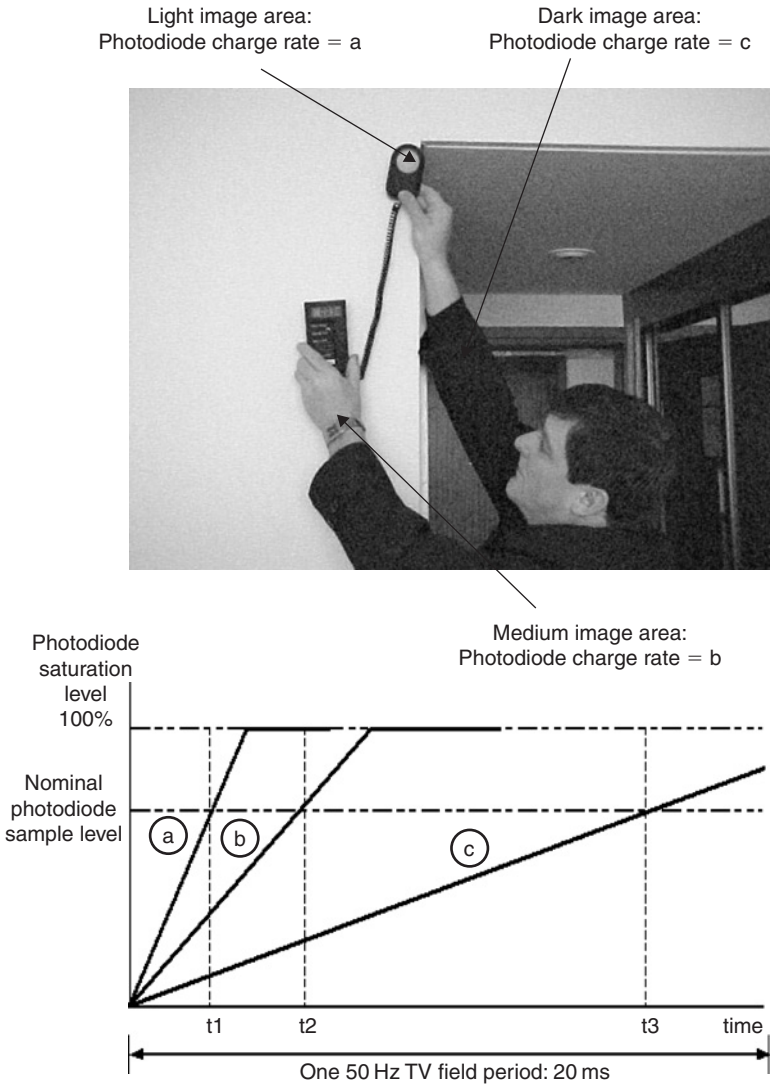 Light image area:
Photodiode charge rate = a
Dark image area:
Photodiode charge rate = c
Medium image area:
Photodiode charge rate = b
Photodiode
saturation
level
100%
Nominal
photodiode
sample level
a
b
c
t1
t2
t3
time
One 50 Hz TV field period: 20 ms